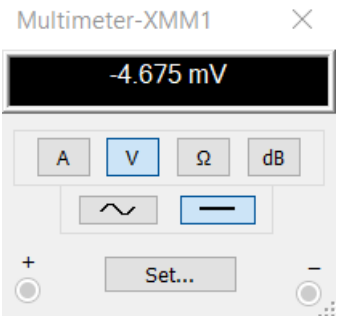 Multimeter-XMM1
-4.675 mV
A V Ω dB
+ Set... –